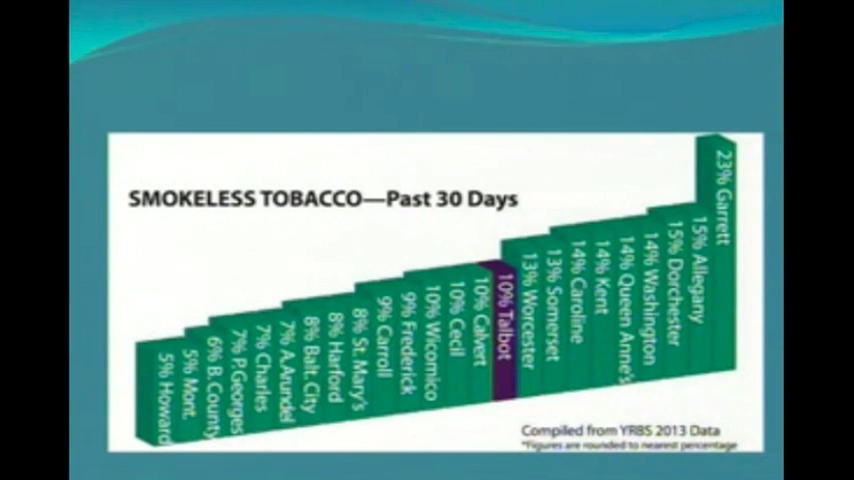 SMOKELESS TOBACCO—Past 30 Days
5% Howard
5% Mont.
6% B.County
7% P.Georges
7% Charles
7% A.Arundel
8% Balt. City
8% Harford
8% St. Mary's
9% Carroll
9% Frederick
10% Wicomico
10% Cecil
10% Calvert
10% Talbot
13% Worcester
13% Somerset
14% Caroline
14% Kent
14% Queen Anne's
14% Washington
15% Dorchester
15% Allegany
23% Garrett
Compiled from YRBS 2013 Data
*Figures are rounded to nearest percentage